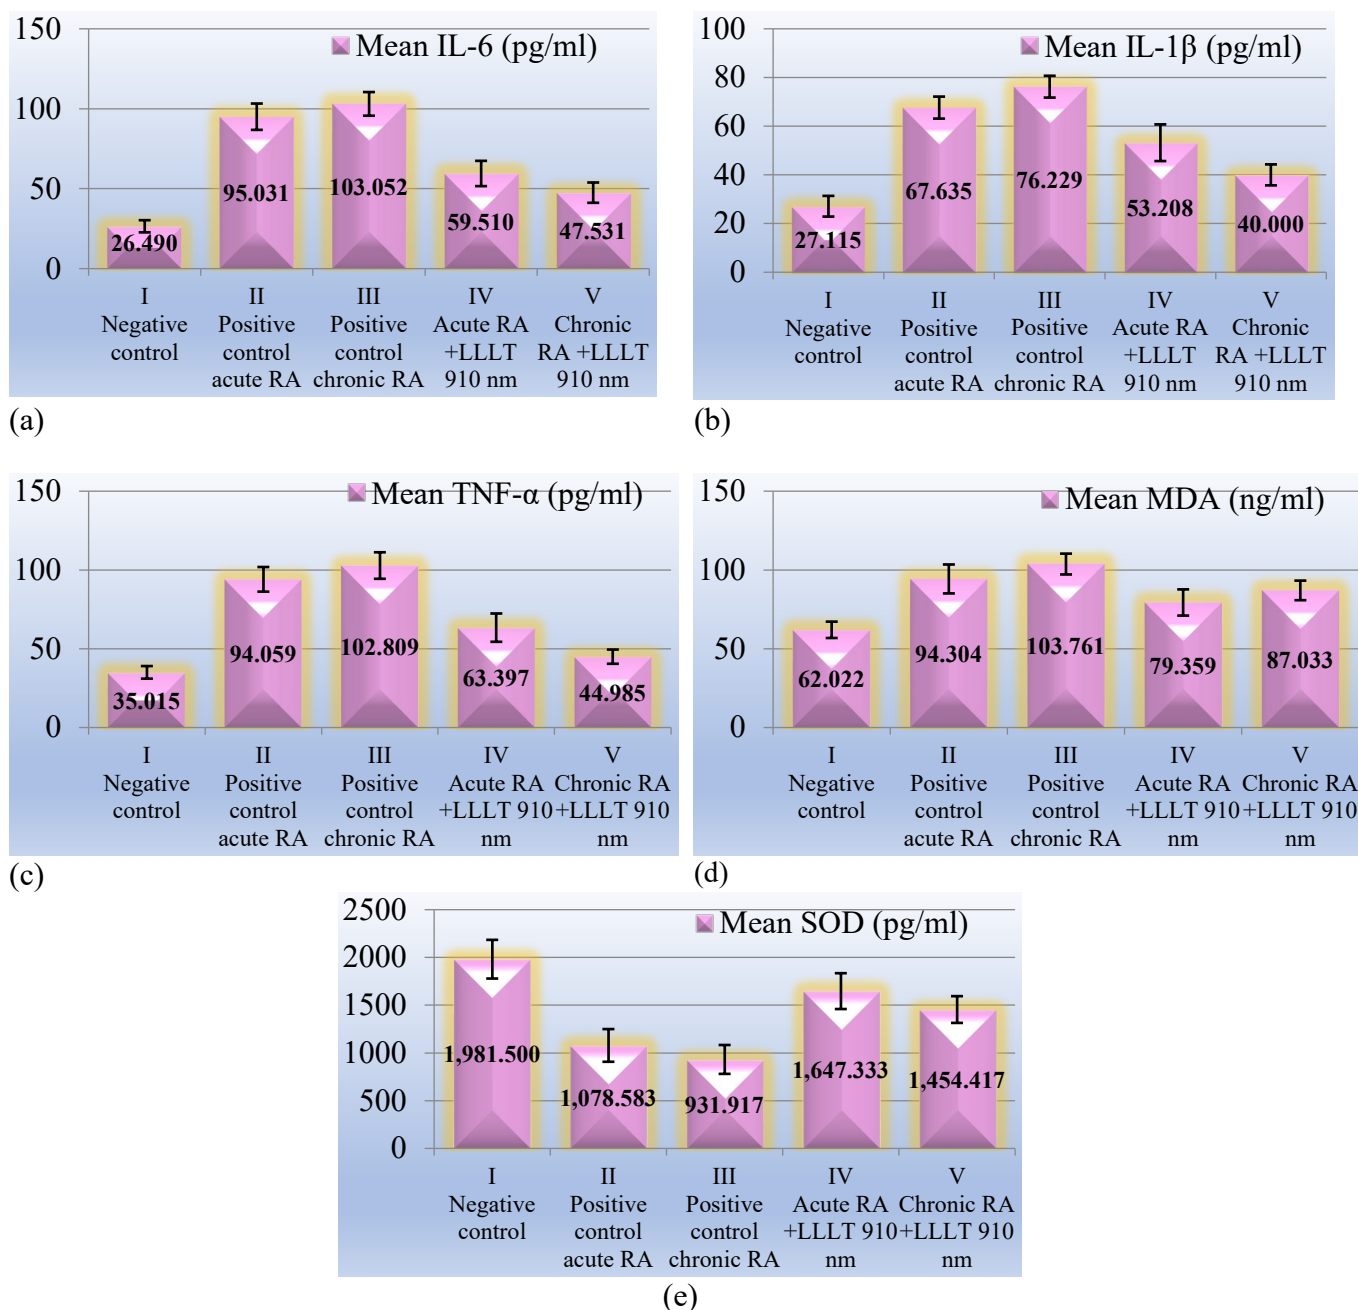 Mean IL-6 (pg/ml)
150
100
50
0
26.490
95.031
103.052
59.510
47.531
I
Negative
control
II
Positive
control
acute RA
III
Positive
control
chronic RA
IV
Acute RA
+LLLT
910 nm
V
Chronic
RA +LLLT
910 nm
(a)
Mean IL-1β (pg/ml)
100
80
60
40
20
0
27.115
67.635
76.229
53.208
40.000
I
Negative
control
II
Positive
control
acute RA
III
Positive
control
chronic RA
IV
Acute RA
+LLLT
910 nm
V
Chronic
RA +LLLT
910 nm
(b)
Mean TNF-α (pg/ml)
150
100
50
0
35.015
94.059
102.809
63.397
44.985
I
Negative
control
II
Positive
control
acute RA
III
Positive
control
chronic RA
IV
Acute RA
+LLLT 910
nm
V
Chronic RA
+LLLT 910
nm
(c)
Mean MDA (ng/ml)
150
100
50
0
62.022
94.304
103.761
79.359
87.033
I
Negative
control
II
Positive
control
acute RA
III
Positive
control
chronic RA
IV
Acute RA
+LLLT 910
nm
V
Chronic RA
+LLLT 910
nm
(d)
Mean SOD (pg/ml)
2500
2000
1500
1000
500
0
1,981.500
1,078.583
931.917
1,647.333
1,454.417
I
Negative
control
II
Positive
control
acute RA
III
Positive
control
chronic RA
IV
Acute RA
+LLLT 910
nm
V
Chronic RA
+LLLT 910
nm
(e)